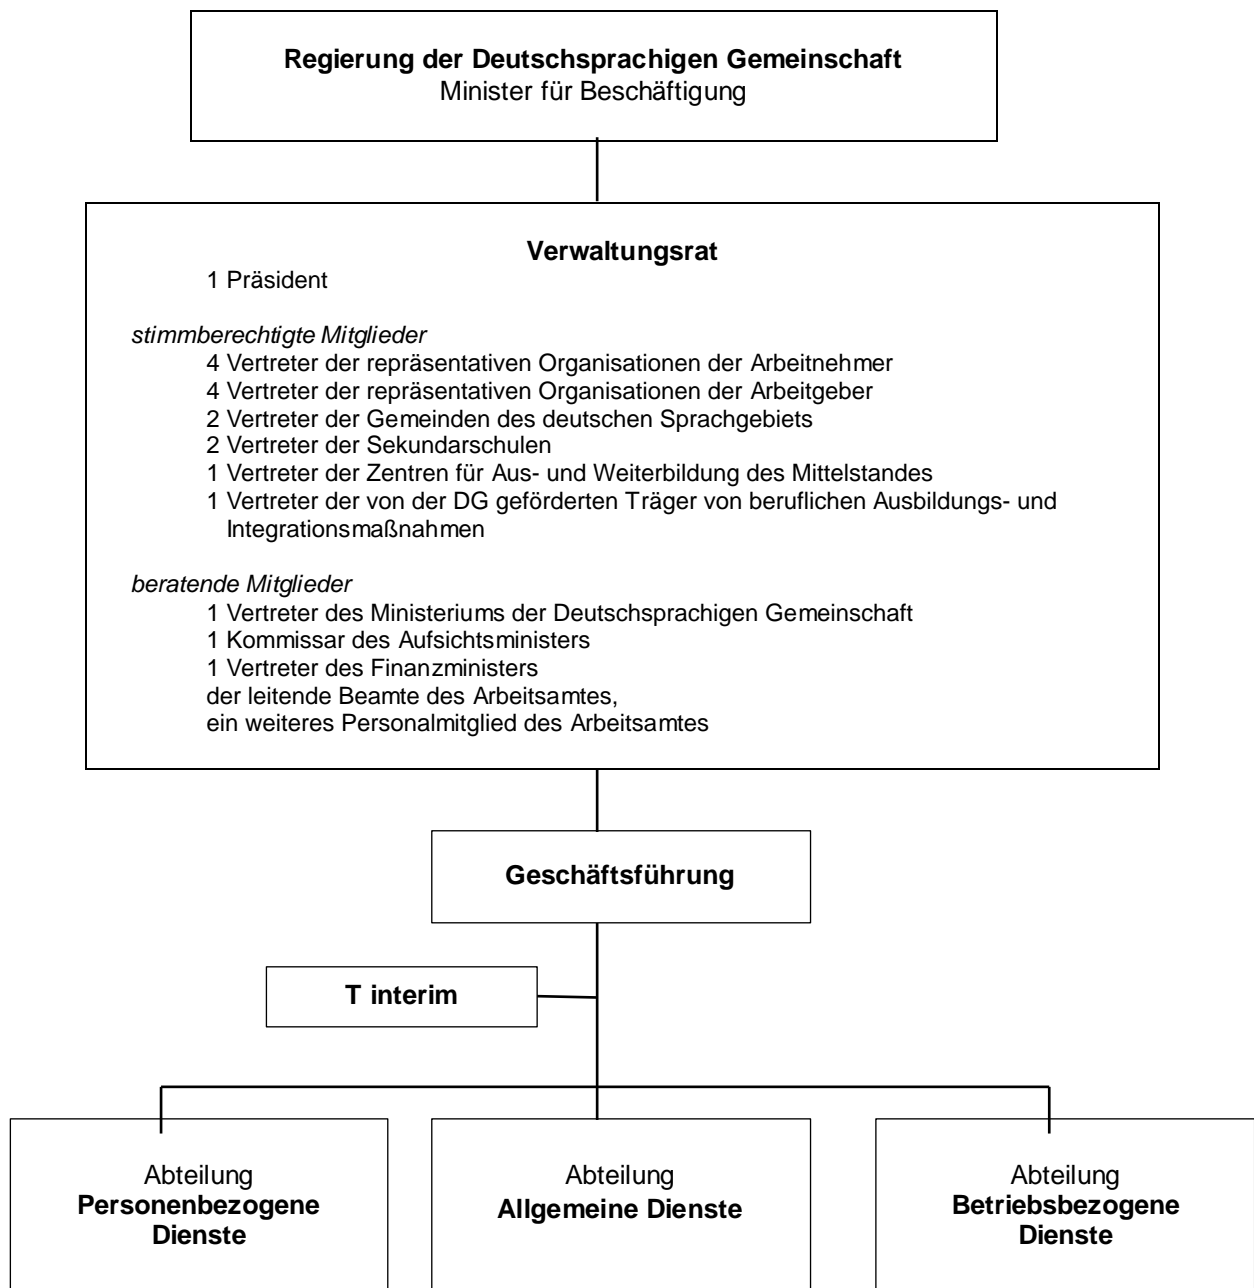 Regierung der Deutschsprachigen Gemeinschaft
Minister für Beschäftigung
Verwaltungsrat
1 Präsident
stimmberechtigte Mitglieder
4 Vertreter der repräsentativen Organisationen der Arbeitnehmer
4 Vertreter der repräsentativen Organisationen der Arbeitgeber
2 Vertreter der Gemeinden des deutschen Sprachgebiets
2 Vertreter der Sekundarschulen
1 Vertreter der Zentren für Aus- und Weiterbildung des Mittelstandes
1 Vertreter der von der DG geförderten Träger von beruflichen Ausbildungs- und
Integrationsmaßnahmen
beratende Mitglieder
1 Vertreter des Ministeriums der Deutschsprachigen Gemeinschaft
1 Kommissar des Aufsichtsministers
1 Vertreter des Finanzministers
der leitende Beamte des Arbeitsamtes,
ein weiteres Personalmitglied des Arbeitsamtes
Geschäftsführung
T interim
Abteilung
Personenbezogene
Dienste
Abteilung
Allgemeine Dienste
Abteilung
Betriebsbezogene
Dienste